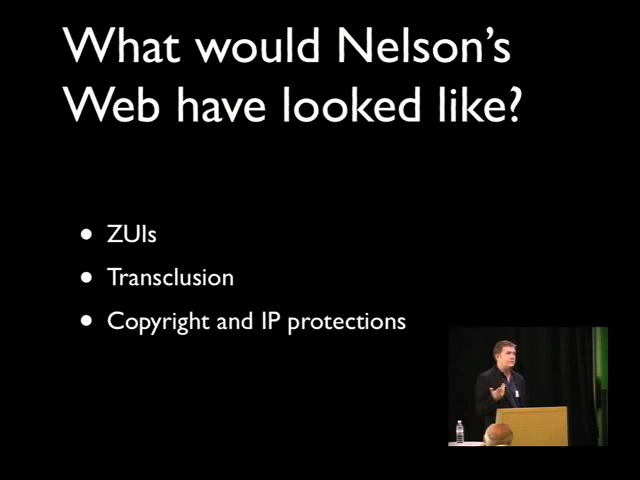 What would Nelson's
Web have looked like?
• ZUIs
• Transclusion
• Copyright and IP protections